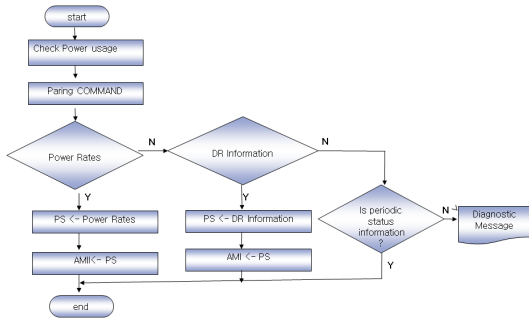 start
Check Power usage
Paring COMMAND
Power Rates
N
DR Information
N
Y
Y
PS <- Power Rates
PS <- DR Information
Is periodic
status
information
?
N
Diagnostic
Message
AMI<- PS
AMI <- PS
Y
end